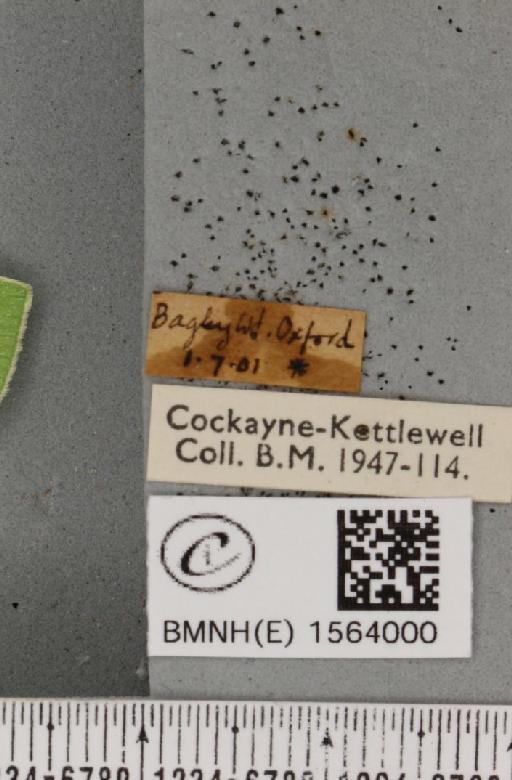 Bagley Wd. Oxford
1·7·01 *
Cockayne-Kettlewell
Coll. B.M. 1947-114.
BMNH(E) 1564000